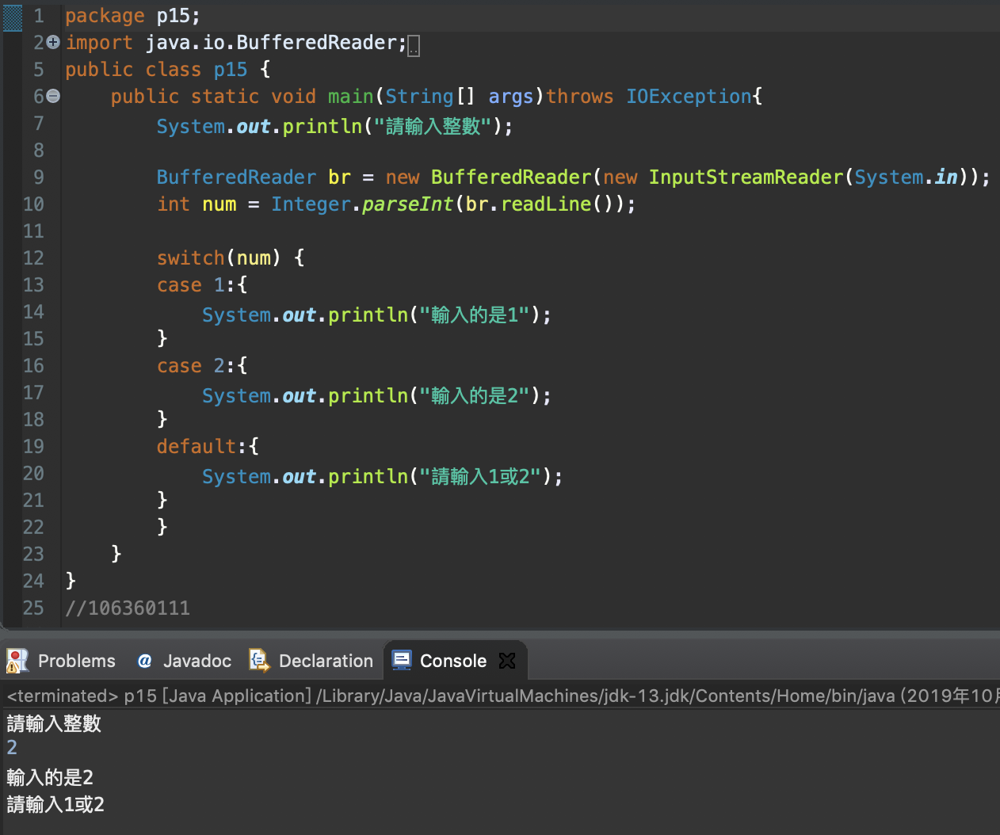 1 package p15;
2 import java.io.BufferedReader;
5 public class p15 {
6 public static void main(String[] args)throws IOException{
7 System.out.println("請輸入整數");
8
9 BufferedReader br = new BufferedReader(new InputStreamReader(System.in));
10 int num = Integer.parseInt(br.readLine());
11
12 switch(num) {
13 case 1:{
14 System.out.println("輸入的是1");
15 }
16 case 2:{
17 System.out.println("輸入的是2");
18 }
19 default:{
20 System.out.println("請輸入1或2");
21 }
22 }
23 }
24 }
25 //106360111
Problems @ Javadoc Declaration Console
<terminated> p15 [Java Application] /Library/Java/JavaVirtualMachines/jdk-13.jdk/Contents/Home/bin/java (2019年10月
請輸入整數
2
輸入的是2
請輸入1或2